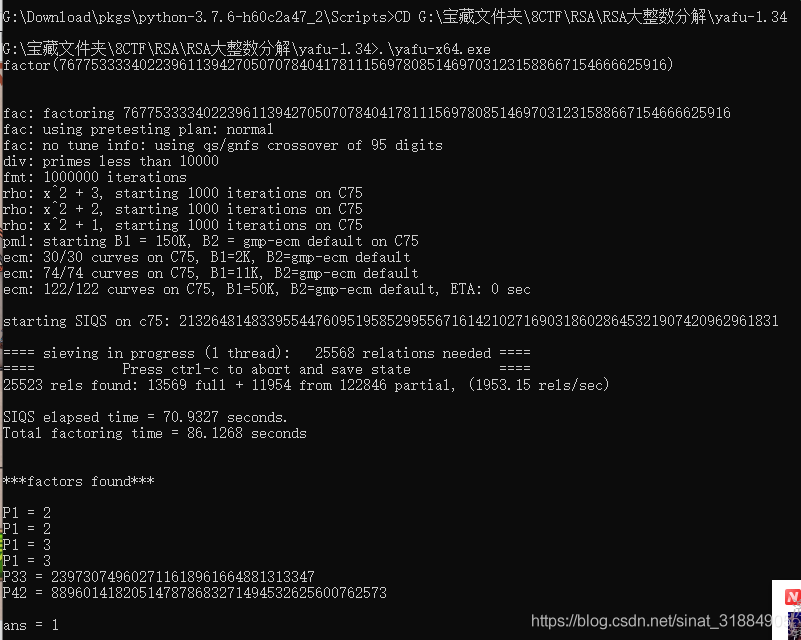 G:\Download\pkgs\python-3.7.6-h60c2a47_2\Scripts>CD G:\宝藏文件夹\8CTF\RSA\RSA大整数分解\yafu-1.34
G:\宝藏文件夹\8CTF\RSA\RSA大整数分解\yafu-1.34>.\yafu-x64.exe
factor(7677533334022396113942705070784041781115697808514697031231588667154666625916)
fac: factoring 7677533334022396113942705070784041781115697808514697031231588667154666625916
fac: using pretesting plan: normal
fac: no tune info: using qs/gnfs crossover of 95 digits
div: primes less than 10000
fmt: 1000000 iterations
rho: x^2 + 3, starting 1000 iterations on C75
rho: x^2 + 2, starting 1000 iterations on C75
rho: x^2 + 1, starting 1000 iterations on C75
pm1: starting B1 = 150K, B2 = gmp-ecm default on C75
ecm: 30/30 curves on C75, B1=2K, B2=gmp-ecm default
ecm: 74/74 curves on C75, B1=11K, B2=gmp-ecm default
ecm: 122/122 curves on C75, B1=50K, B2=gmp-ecm default, ETA: 0 sec
starting SIQS on c75: 213264814833955447609519585299556716142102716903186028645321907420962961831
==== sieving in progress (1 thread):   25568 relations needed ====
====           Press ctrl-c to abort and save state           ====
25523 rels found: 13569 full + 11954 from 122846 partial, (1953.15 rels/sec)
SIQS elapsed time = 70.9327 seconds.
Total factoring time = 86.1268 seconds
***factors found***
P1 = 2
P1 = 2
P1 = 3
P1 = 3
P33 = 239730749602711618961664881313347
P42 = 889601418205147878683271494532625600762573
ans = 1
https://blog.csdn.net/sinat_3188490